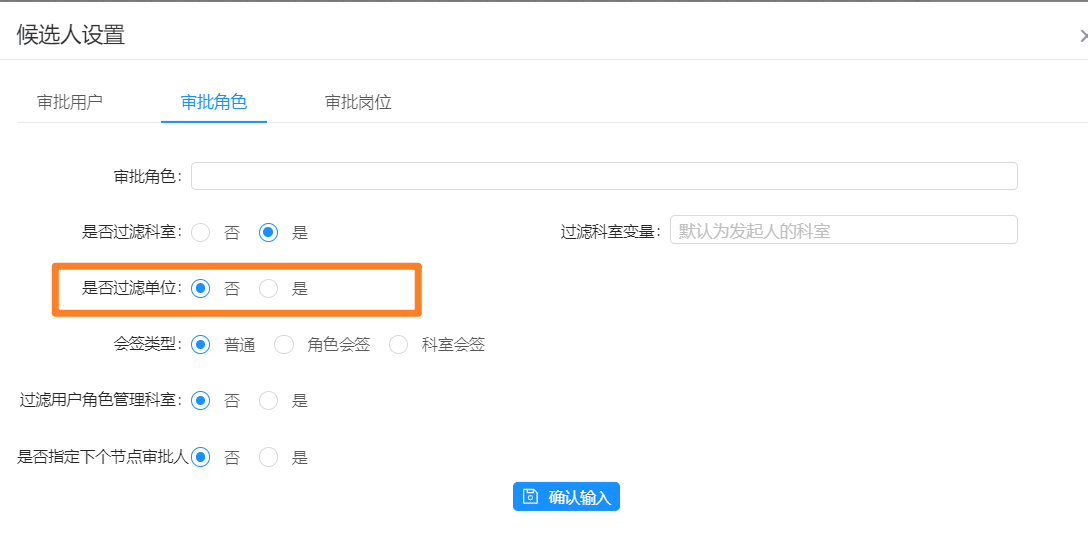 候选人设置
审批用户 审批角色 审批岗位
审批角色：
是否过滤科室： 否 是 过滤科室变量： 默认为发起人的科室
是否过滤单位： 否 是
会签类型： 普通 角色会签 科室会签
过滤用户角色管理科室： 否 是
是否指定下个节点审批人 否 是
确认输入